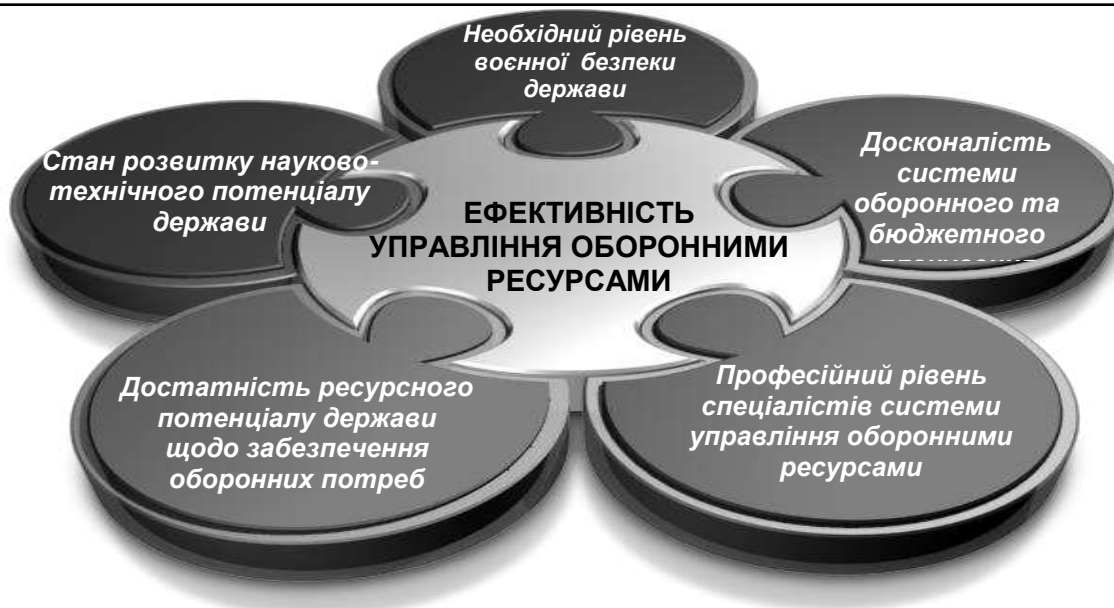 Необхідний рівень
воєнної безпеки
держави
Стан розвитку науково-
технічного потенціалу
держави
Досконалість
системи
оборонного та
бюджетного
ЕФЕКТИВНІСТЬ
УПРАВЛІННЯ ОБОРОННИМИ
РЕСУРСАМИ
Достатність ресурсного
потенціалу держави
щодо забезпечення
оборонних потреб
Професійний рівень
спеціалістів системи
управління оборонними
ресурсами